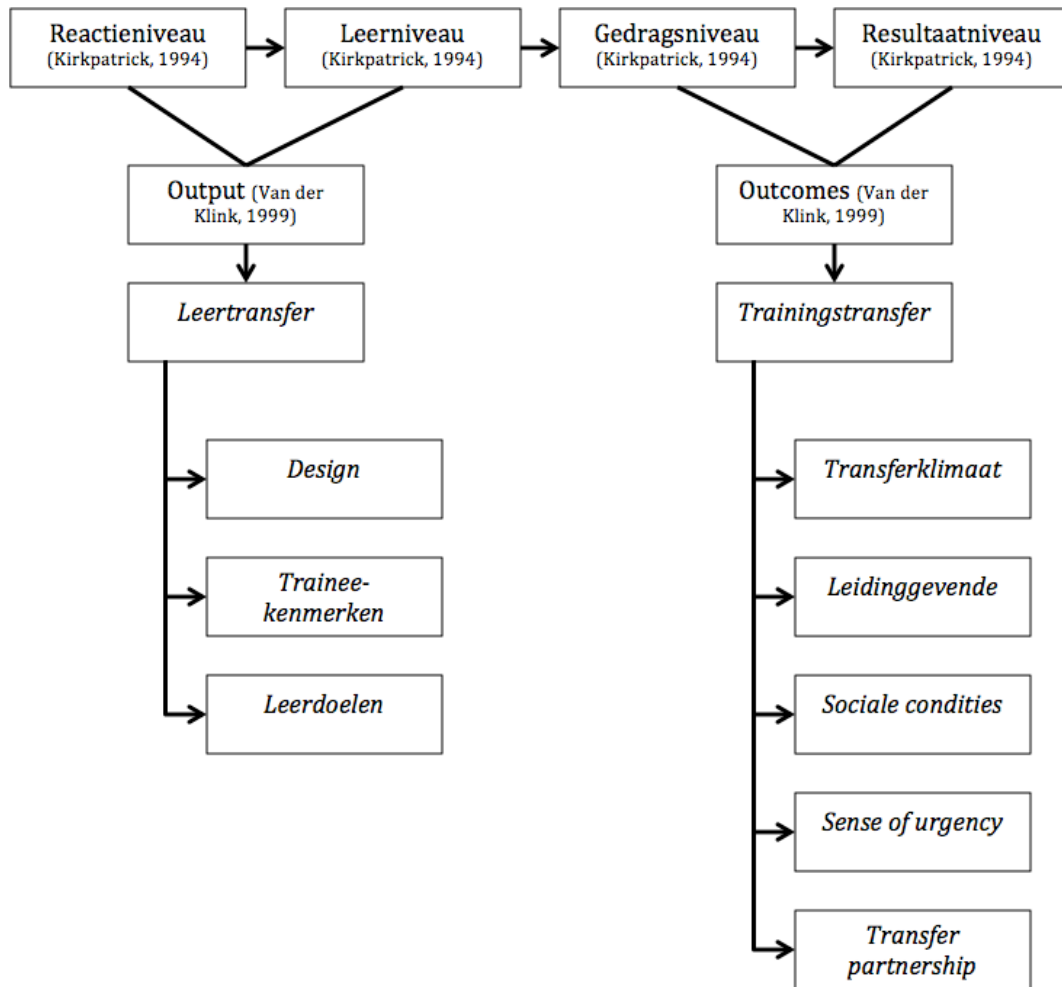 Reactieniveau
(Kirkpatrick, 1994)
Leerniveau
(Kirkpatrick, 1994)
Gedragsniveau
(Kirkpatrick, 1994)
Resultaatniveau
(Kirkpatrick, 1994)
Output (Van der
Klink, 1999)
Outcomes (Van der
Klink, 1999)
Leertransfer
Trainingstransfer
Design
Trainee-
kenmerken
Leerdoelen
Transferklimaat
Leidinggevende
Sociale condities
Sense of urgency
Transfer
partnership